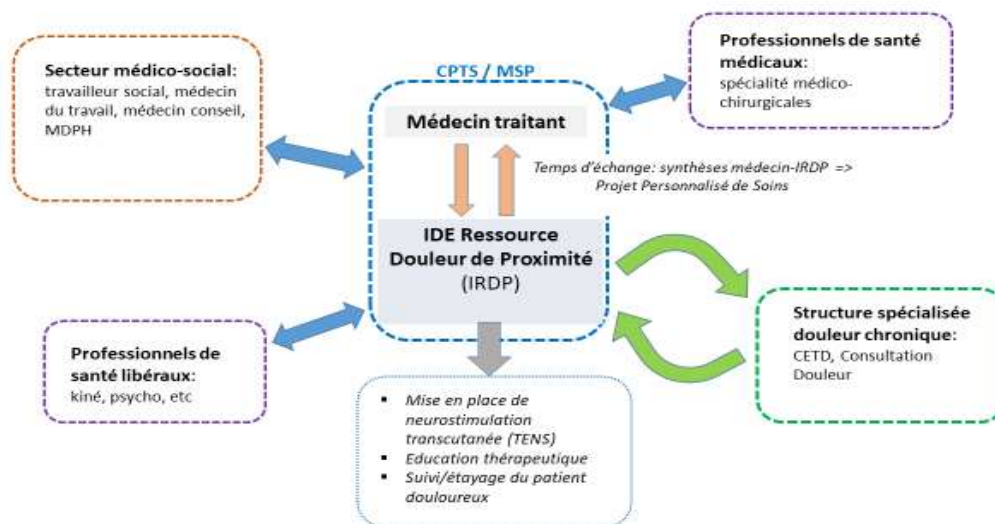 Secteur médico-social:
travailleur social, médecin
du travail, médecin conseil,
MDPH
CPTS / MSP
Médecin traitant
Professionnels de santé
médicaux:
spécialité médico-
chirurgicales
Temps d'échange: synthèses médecin-IRDP =>
Projet Personnalisé de Soins
IDE Ressource
Douleur de Proximité
(IRDP)
Professionnels de
santé libéraux:
kiné, psycho, etc
Structure spécialisée
douleur chronique:
CETD, Consultation
Douleur
▪ Mise en place de
neurostimulation
transcutanée (TENS)
▪ Education thérapeutique
▪ Suivi/étayage du patient
douloureux